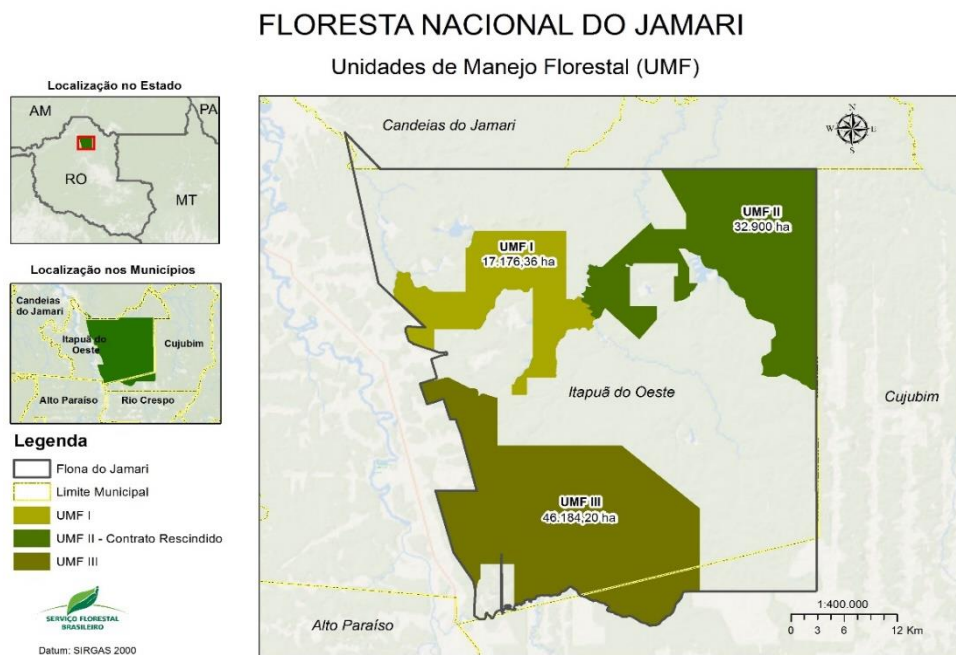 FLORESTA NACIONAL DO JAMARI
Unidades de Manejo Florestal (UMF)
Localização no Estado
AM
PA
RO
MT
Localização nos Municípios
Candeias
do Jamari
Itapuã do
Oeste
Cujubim
Alto Paraíso
Rio Crespo
Legenda
Flona do Jamari
Limite Municipal
UMF I
UMF II - Contrato Rescindido
UMF III
SERVIÇO FLORESTAL
BRASILEIRO
Datum: SIRGAS 2000
Candeias do Jamari
N
W
E
S
UMF II
32.900 ha
UMF I
17.176,36 ha
Itapuã do Oeste
Cujubim
UMF III
46.184,20 ha
Alto Paraíso
1:400.000
0 3 6 12 Km